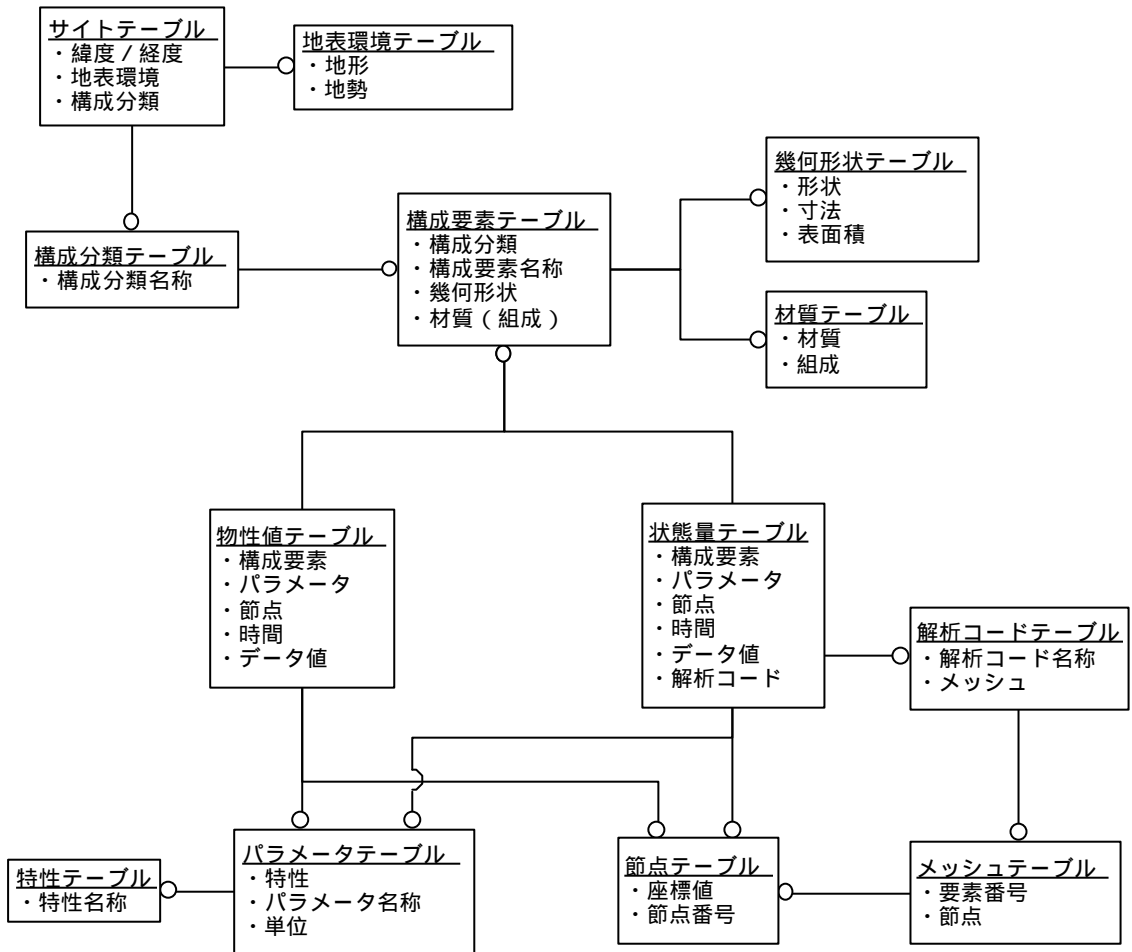 サイトテーブル
・緯度 / 経度
・地表環境
・構成分類
地表環境テーブル
・地形
・地勢
幾何形状テーブル
・形状
・寸法
・表面積
構成要素テーブル
・構成分類
・構成要素名称
・幾何形状
・材質 ( 組成 )
構成分類テーブル
・構成分類名称
材質テーブル
・材質
・組成
物性値テーブル
・構成要素
・パラメータ
・節点
・時間
・データ値
状態量テーブル
・構成要素
・パラメータ
・節点
・時間
・データ値
・解析コード
解析コードテーブル
・解析コード名称
・メッシュ
特性テーブル
・特性名称
パラメータテーブル
・特性
・パラメータ名称
・単位
節点テーブル
・座標値
・節点番号
メッシュテーブル
・要素番号
・節点